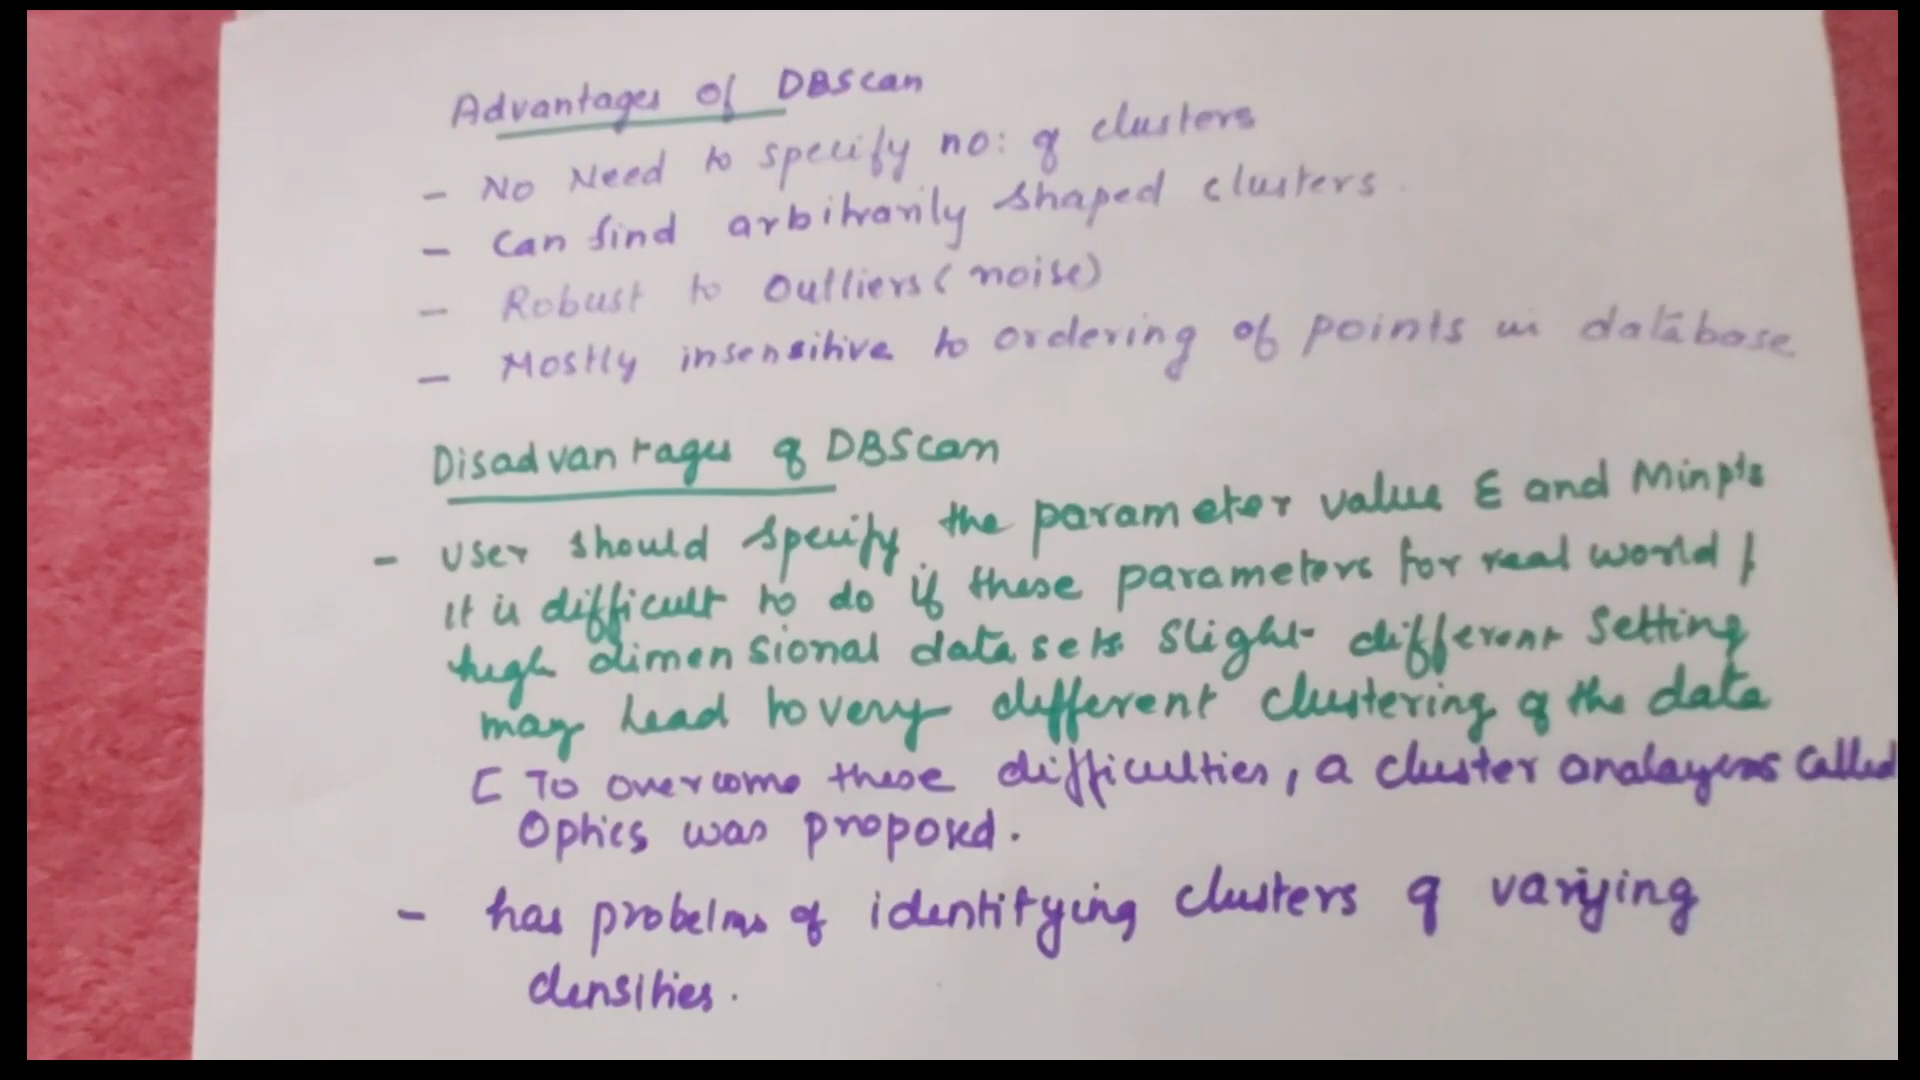 Advantages of DBScan
- No Need to specify no: of clusters
- Can find arbitrarily shaped clusters.
- Robust to Outliers (noise)
- Mostly insensitive to ordering of points in database
Disadvantages of DBScan
- User should specify the parameter value ε and Minpts
It is difficult to do if these parameters for real world /
high dimensional data sets slight different setting
may lead to very different clustering of the data
[ To overcome these difficulties, a cluster analayens called
Optics was proposed.
- has probelms of identifying clusters of varying
densities.